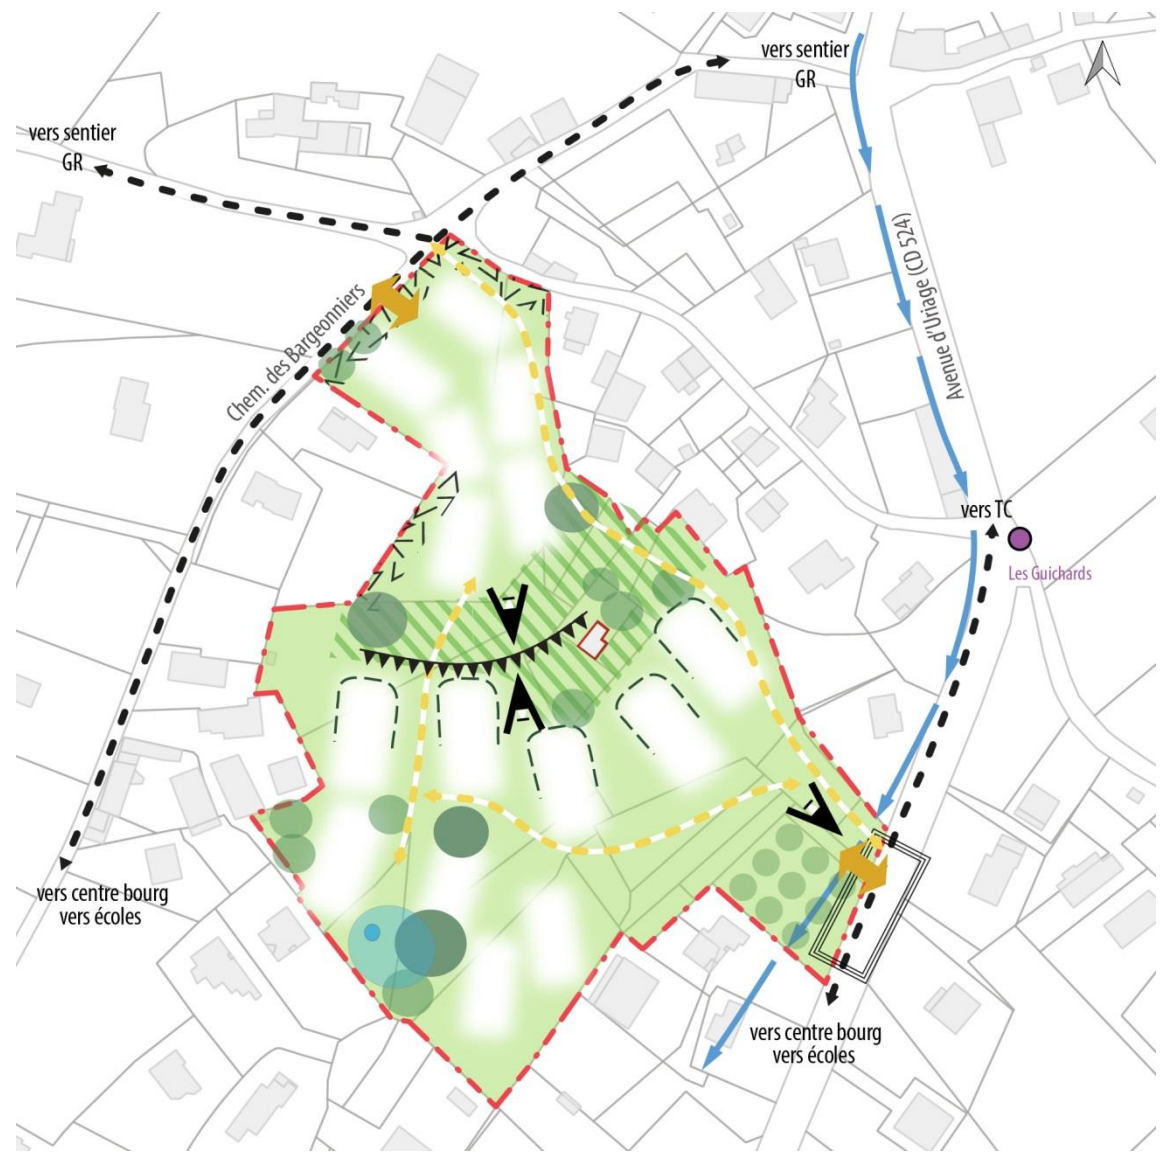 vers sentier
GR
vers sentier
GR
Chem. des Bargeonniers
Avenue d'Uriage (CD 524)
vers TC
Les Guichards
vers centre bourg
vers écoles
vers centre bourg
vers écoles